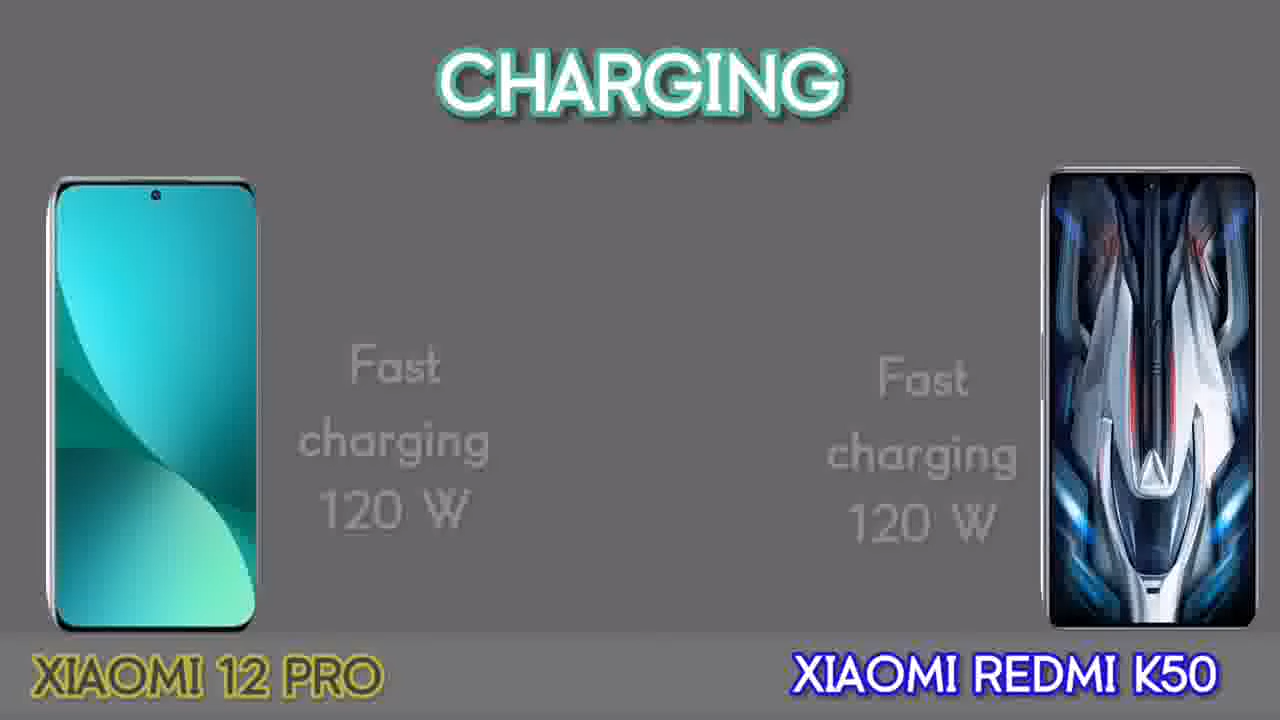 CHARGING
Fast
charging
120 W
Fast
charging
120 W
XIAOMI 12 PRO
XIAOMI REDMI K50